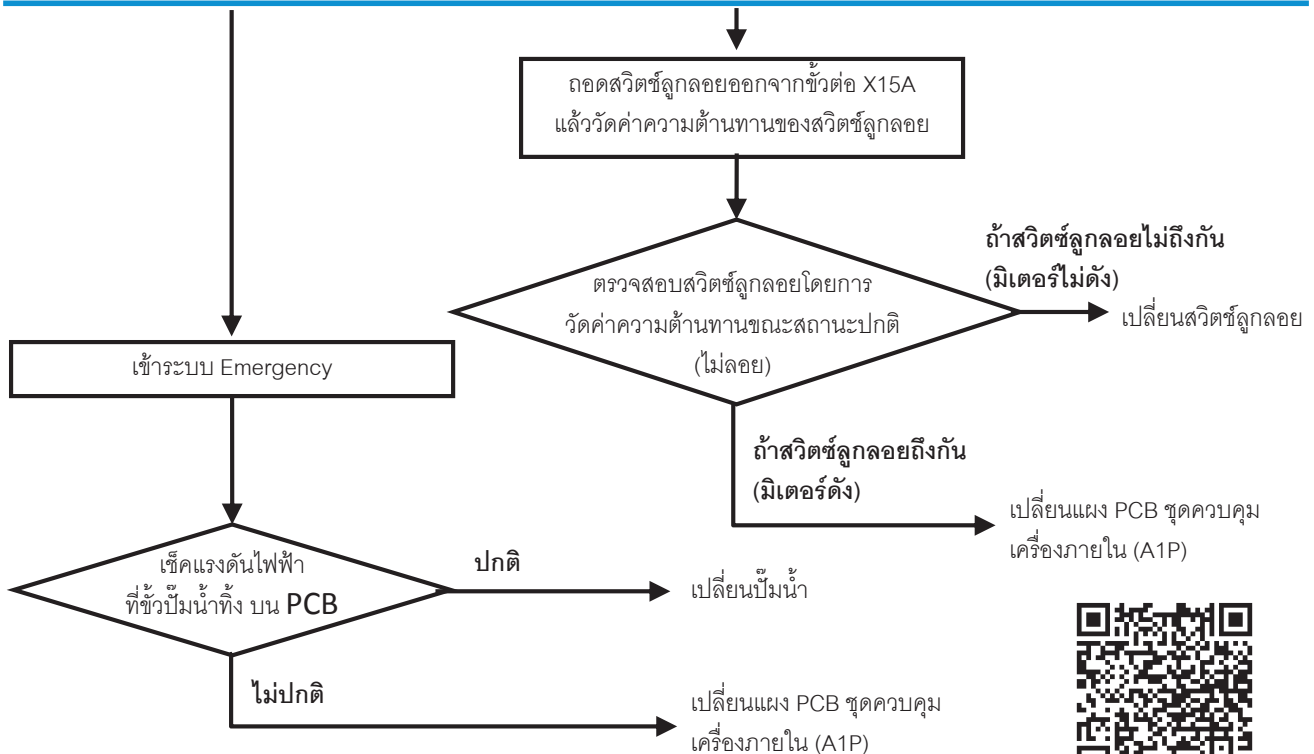 ถอดสวิตช์ลูกลอยออกจากขั้วต่อ X15A
แล้ววัดค่าความต้านทานของสวิตช์ลูกลอย
ถ้าสวิตช์ลูกลอยไม่ถึงกัน
(มิเตอร์ไม่ดัง)
ตรวจสอบสวิตซ์ลูกลอยโดยการ
วัดค่าความต้านทานขณะสถานะปกติ
(ไม่ลอย)
เปลี่ยนสวิตช์ลูกลอย
เข้าระบบ Emergency
ถ้าสวิตซ์ลูกลอยถึงกัน
(มิเตอร์ดัง)
เปลี่ยนแผง PCB ชุดควบคุม
เครื่องภายใน (A1P)
เช็คแรงดันไฟฟ้า
ที่ขั้วปั๊มน้ำทิ้ง บน PCB
ปกติ
เปลี่ยนปั๊มน้ำ
ไม่ปกติ
เปลี่ยนแผง PCB ชุดควบคุม
เครื่องภายใน (A1P)